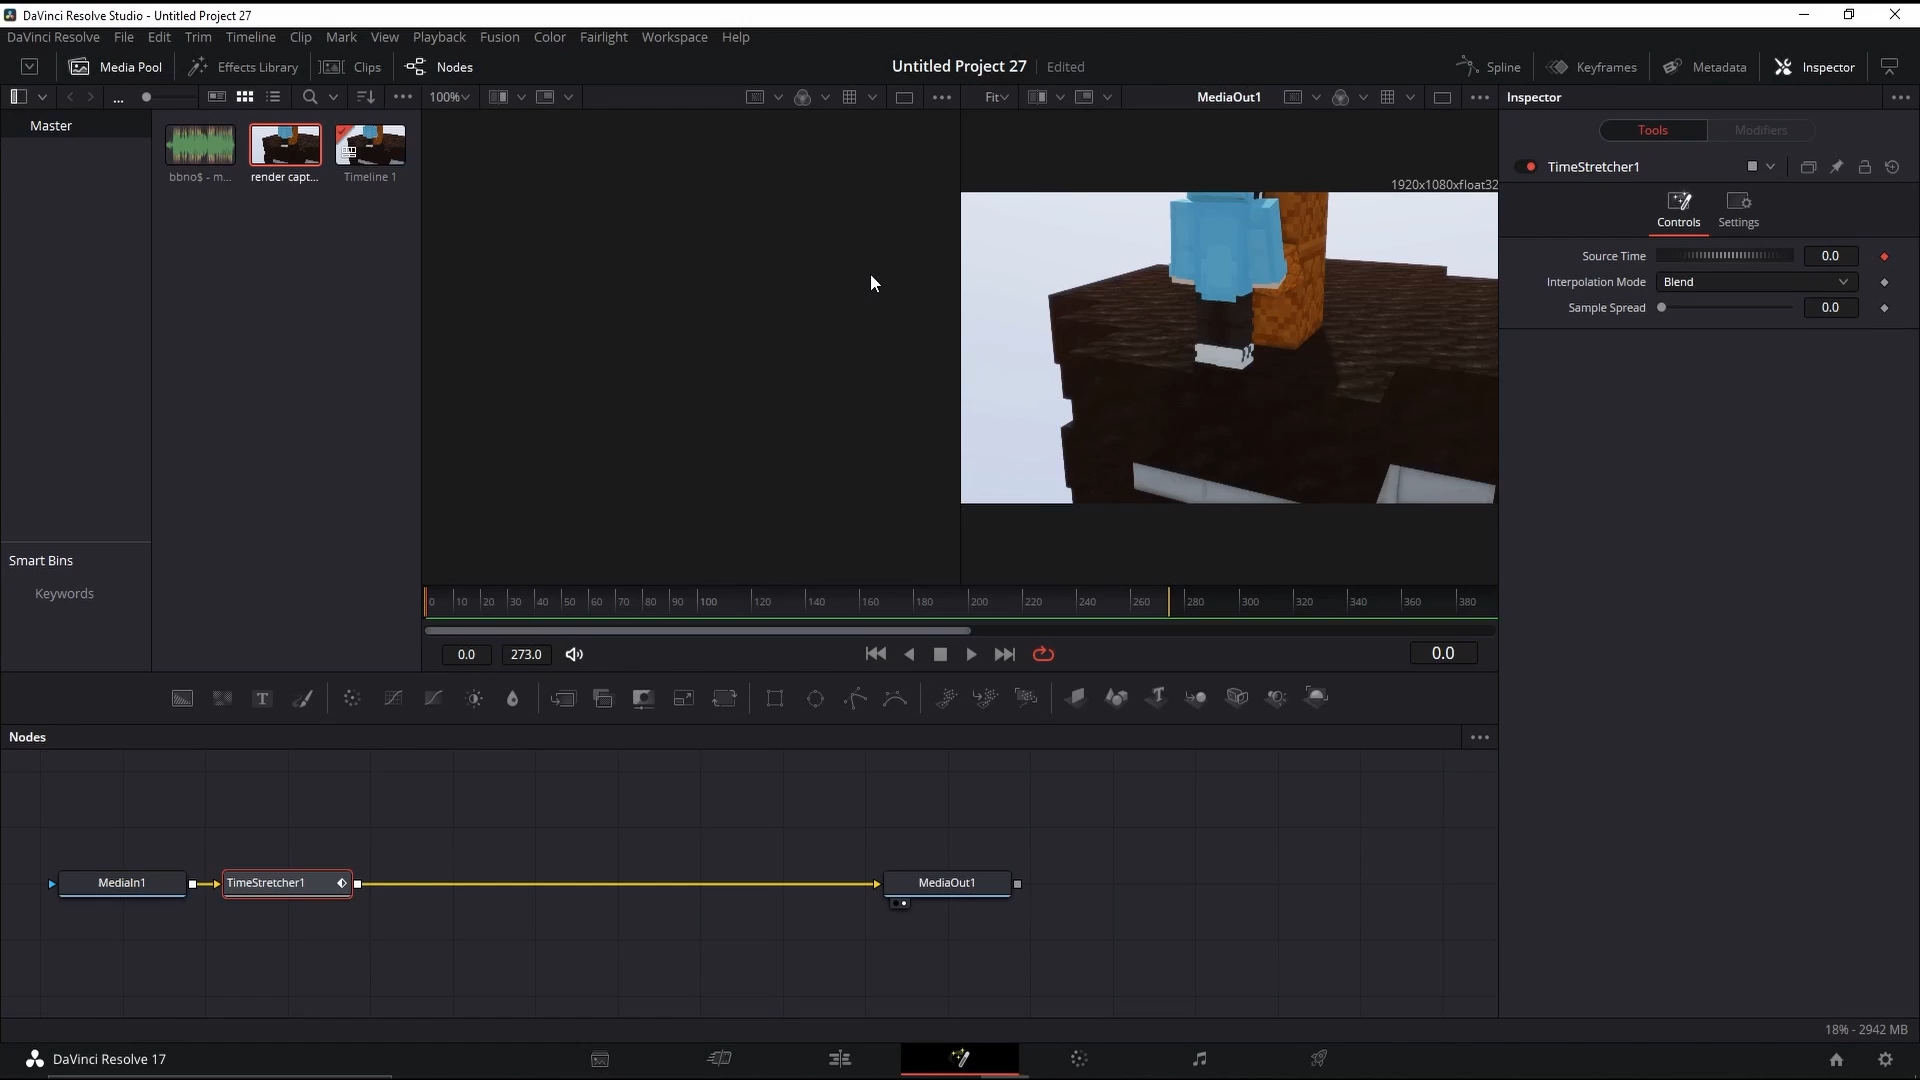 DaVinci Resolve Studio - Untitled Project 27
DaVinci Resolve File Edit Trim Timeline Clip Mark View Playback Fusion Color Fairlight Workspace Help
Media Pool Effects Library Clips Nodes Untitled Project 27 Edited Spline Keyframes Metadata Inspector
... 100% Fit MediaOut1 Inspector
Master
Tools Modifiers
bbno$ - m... render capt... Timeline 1
TimeStretcher1
1920x1080xfloat32
Controls Settings
Source Time 0.0
Interpolation Mode Blend
Sample Spread 0.0
Smart Bins
Keywords
0 10 20 30 40 50 60 70 80 90 100 120 140 160 180 200 220 240 260 280 300 320 340 360 380
0.0 273.0 0.0
T
T
Nodes
MediaIn1 TimeStretcher1 MediaOut1
18% - 2942 MB
DaVinci Resolve 17